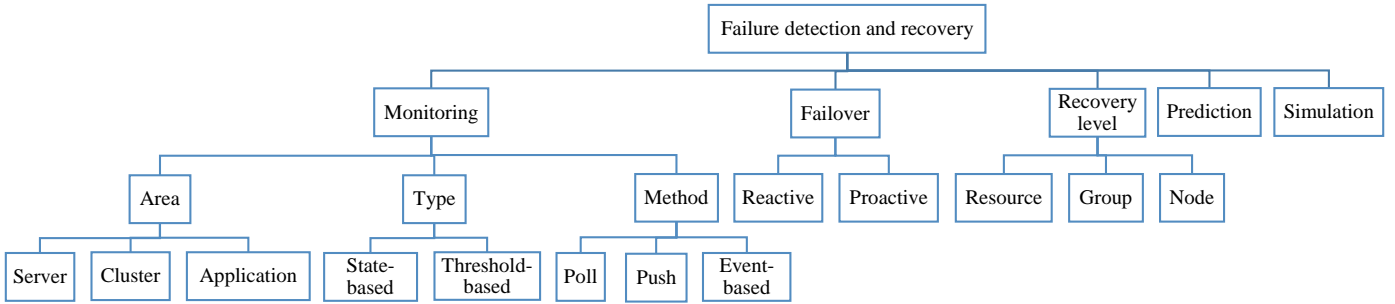 Failure detection and recovery
Monitoring
Failover
Recovery
level
Prediction
Simulation
Area
Type
Method
Reactive
Proactive
Resource
Group
Node
Server
Cluster
Application
State-
based
Threshold-
based
Poll
Push
Event-
based